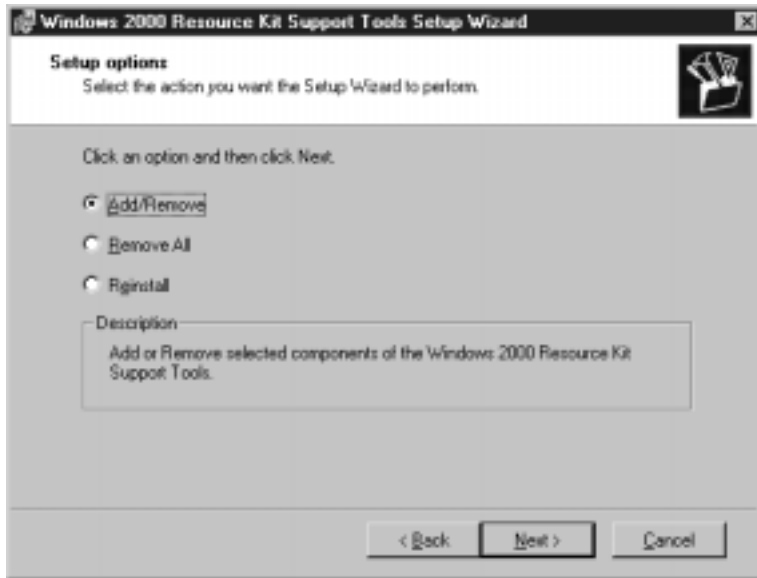 Windows 2000 Resource Kit Support Tools Setup Wizard
Setup options
Select the action you want the Setup Wizard to perform.
Click an option and then click Next.
Add/Remove
Remove All
Reinstall
Description
Add or Remove selected components of the Windows 2000 Resource Kit
Support Tools.
< Back
Next >
Cancel